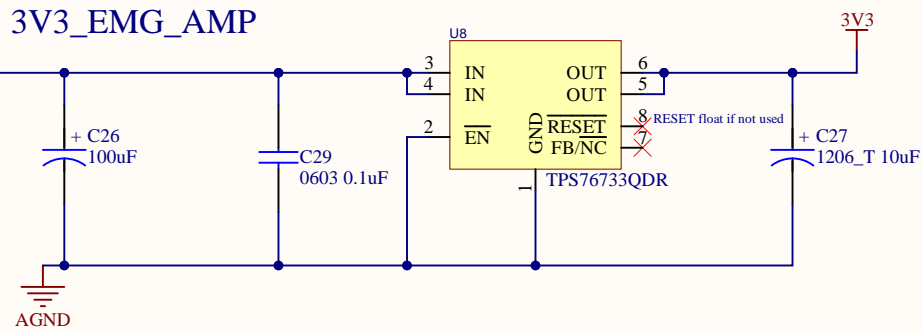 3V3_EMG_AMP
3V3
U8
3 IN OUT 6
4 IN OUT 5
2 EN RESET 8 RESET float if not used
GND FB/NC 7
1
TPS76733QDR
+ C26
100uF
C29
0603 0.1uF
+ C27
1206_T 10uF
AGND